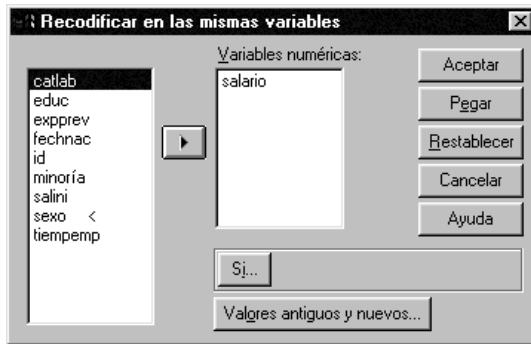 Recodificar en las mismas variables
catlab
educ
expprev
fechnac
id
minoría
salini
sexo <
tiempemp
Variables numéricas:
salario
Aceptar
Pegar
Restablecer
Cancelar
Ayuda
Si...
Valores antiguos y nuevos...